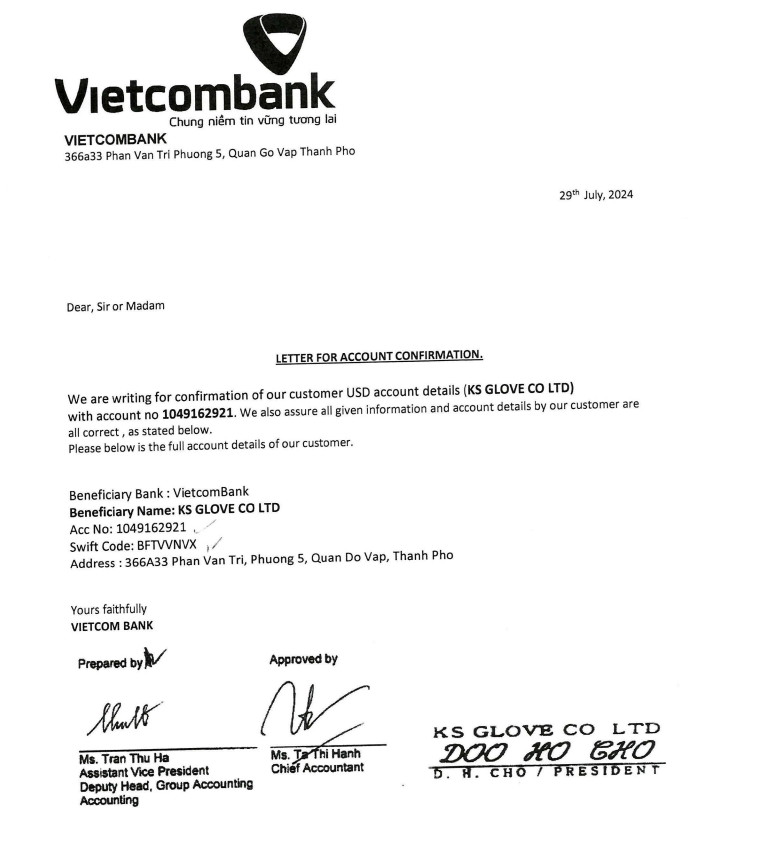 Vietcombank
Chung niềm tin vững tương lai
VIETCOMBANK
366a33 Phan Van Tri Phuong 5, Quan Go Vap Thanh Pho
29th July, 2024
Dear, Sir or Madam
LETTER FOR ACCOUNT CONFIRMATION.
We are writing for confirmation of our customer USD account details (KS GLOVE CO LTD)
with account no 1049162921. We also assure all given information and account details by our customer are
all correct , as stated below.
Please below is the full account details of our customer.
Beneficiary Bank : VietcomBank
Beneficiary Name: KS GLOVE CO LTD
Acc No: 1049162921
Swift Code: BFTVVNVX
Address : 366A33 Phan Van Tri, Phuong 5, Quan Do Vap, Thanh Pho
Yours faithfully
VIETCOM BANK
Prepared by
Approved by
Ms. Tran Thu Ha
Assistant Vice President
Deputy Head, Group Accounting
Accounting
Ms. Ta Thi Hanh
Chief Accountant
KS GLOVE CO LTD
DOO HO CHO
D. H. CHO / PRESIDENT